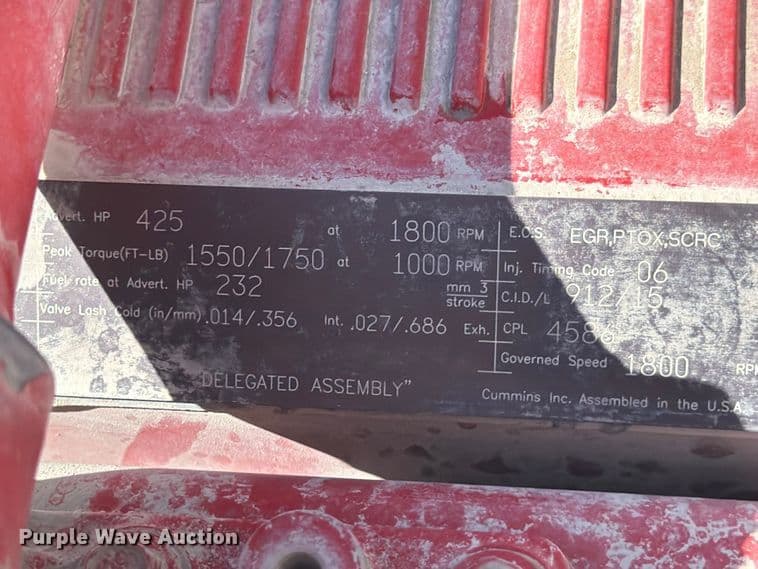 Advert. HP 425 at 1800 RPM
Peak Torque(FT-LB) 1550/1750 at 1000 RPM
Fuel rate at Advert. HP 232 mm 3 stroke
Valve Lash Cold (in/mm) .014/.356 Int. .027/.686 Exh.
"DELEGATED ASSEMBLY"
E.C.S. EGR,PTOX,SCRC
Inj. Timing Code 06
C.I.D./L 912/15
CPL 4586
Governed Speed 1800 RPM
Cummins Inc. Assembled in the U.S.A.
Purple Wave Auction